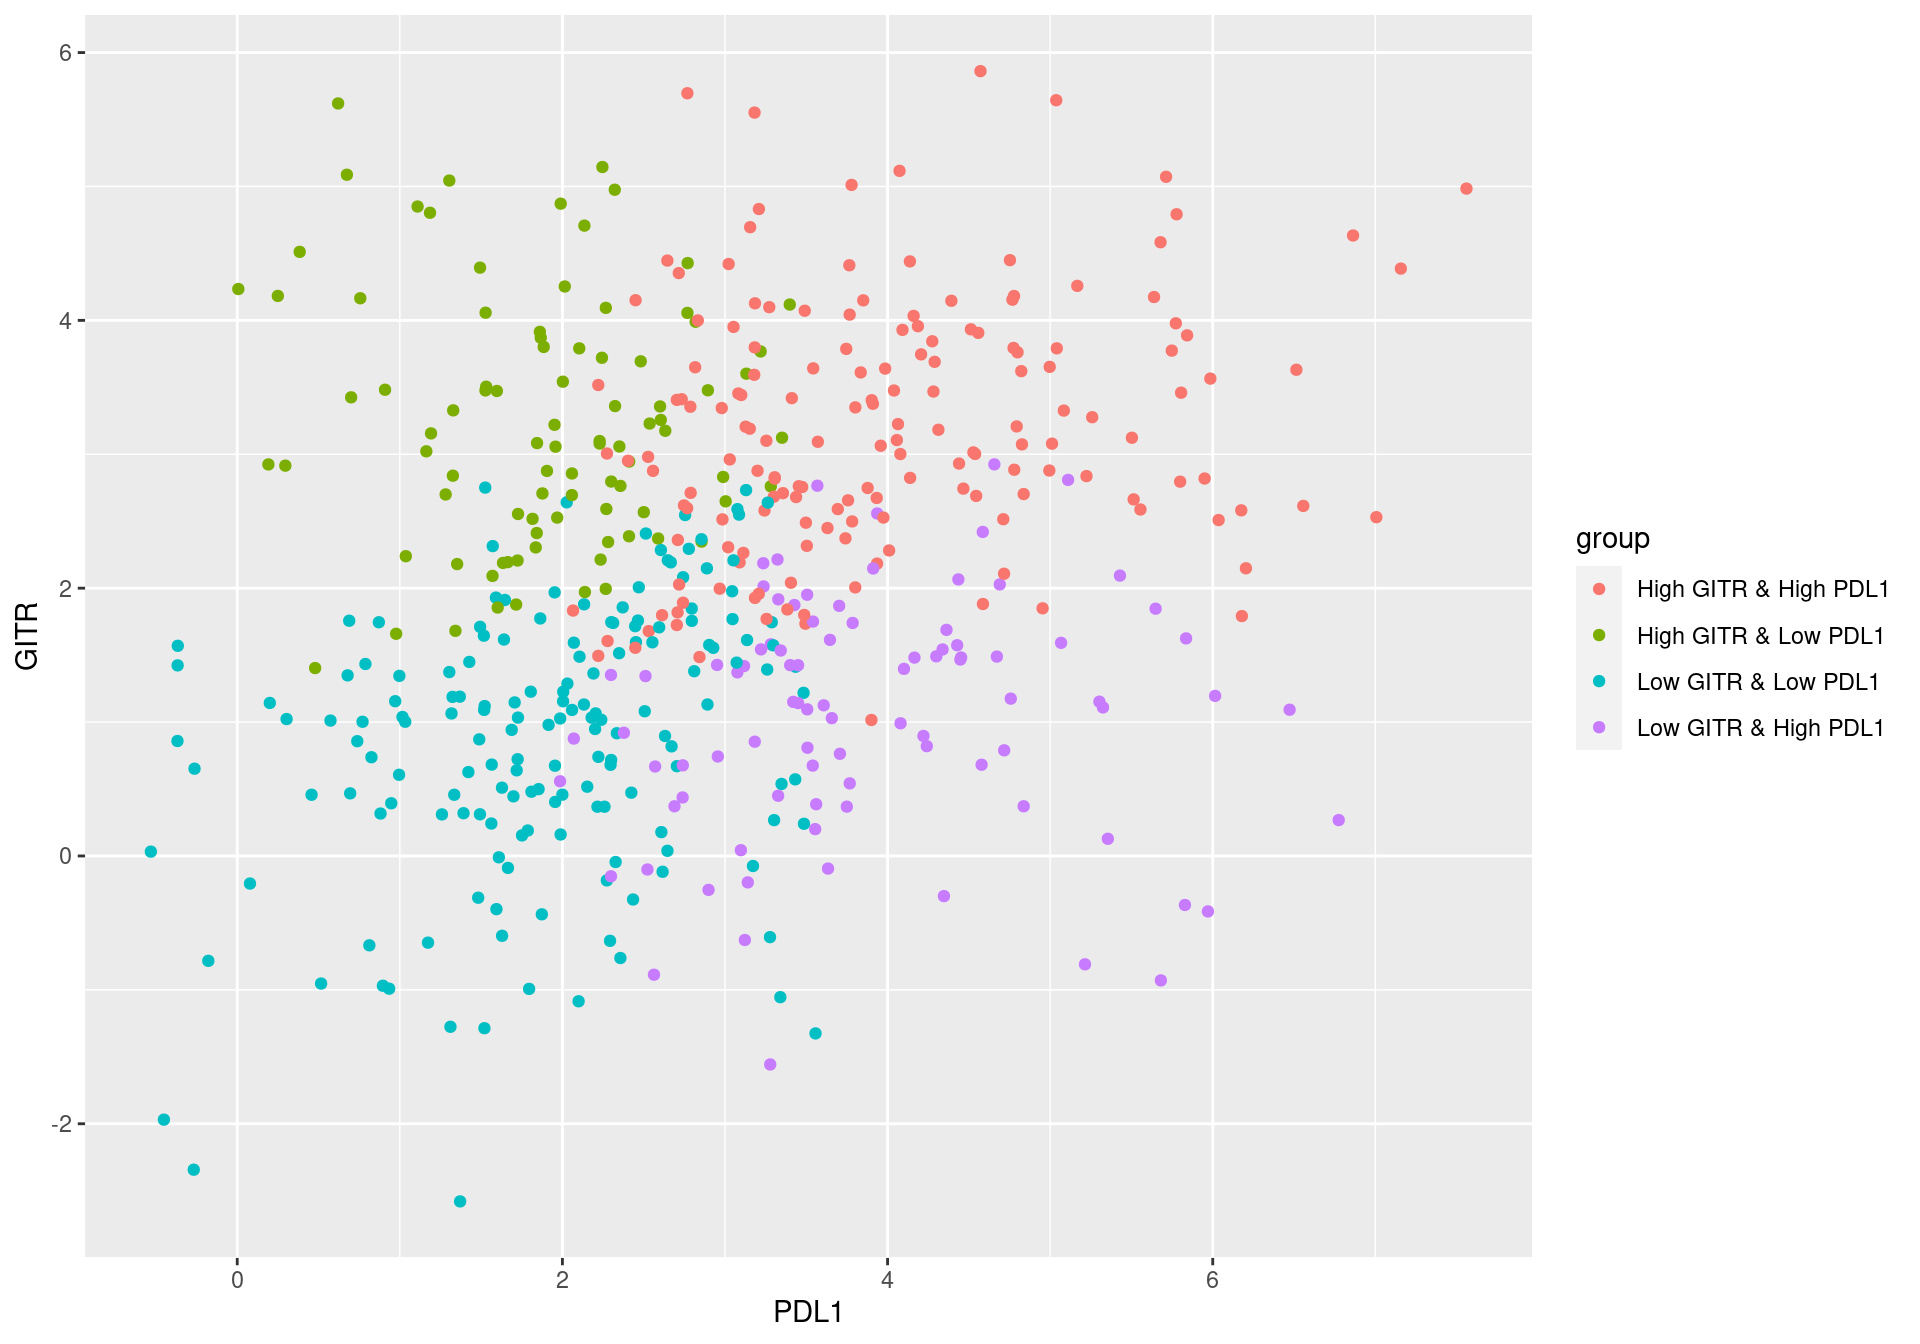 6
4
2
0
-2
GITR
0
2
4
6
PDL1
group
High GITR & High PDL1
High GITR & Low PDL1
Low GITR & Low PDL1
Low GITR & High PDL1